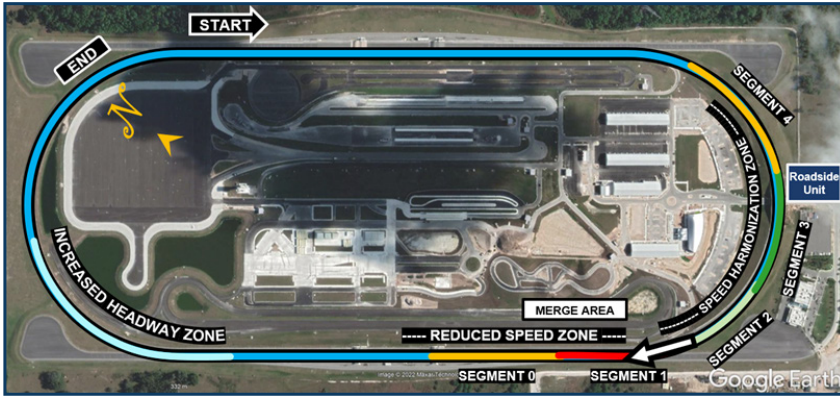 START
END
N
SEGMENT 4
SPEED HARMONIZATION ZONE
Roadside
Unit
SEGMENT 3
INCREASED HEADWAY ZONE
MERGE AREA
SEGMENT 2
REDUCED SPEED ZONE
SEGMENT 0
SEGMENT 1
Google Earth